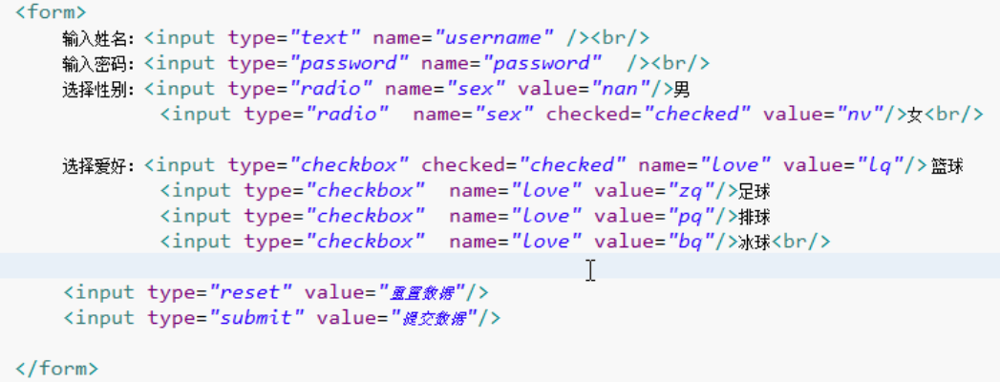 <form>
输入姓名：<input type="text" name="username" /><br/>
输入密码：<input type="password" name="password"  /><br/>
选择性别：<input type="radio" name="sex" value="nan"/>男
<input type="radio"  name="sex" checked="checked" value="nv"/>女<br/>
选择爱好：<input type="checkbox" checked="checked" name="love" value="lq"/>篮球
<input type="checkbox"  name="love" value="zq"/>足球
<input type="checkbox"  name="love" value="pq"/>排球
<input type="checkbox"  name="love" value="bq"/>冰球<br/>
<input type="reset" value="重置数据"/>
<input type="submit" value="提交数据"/>
</form>